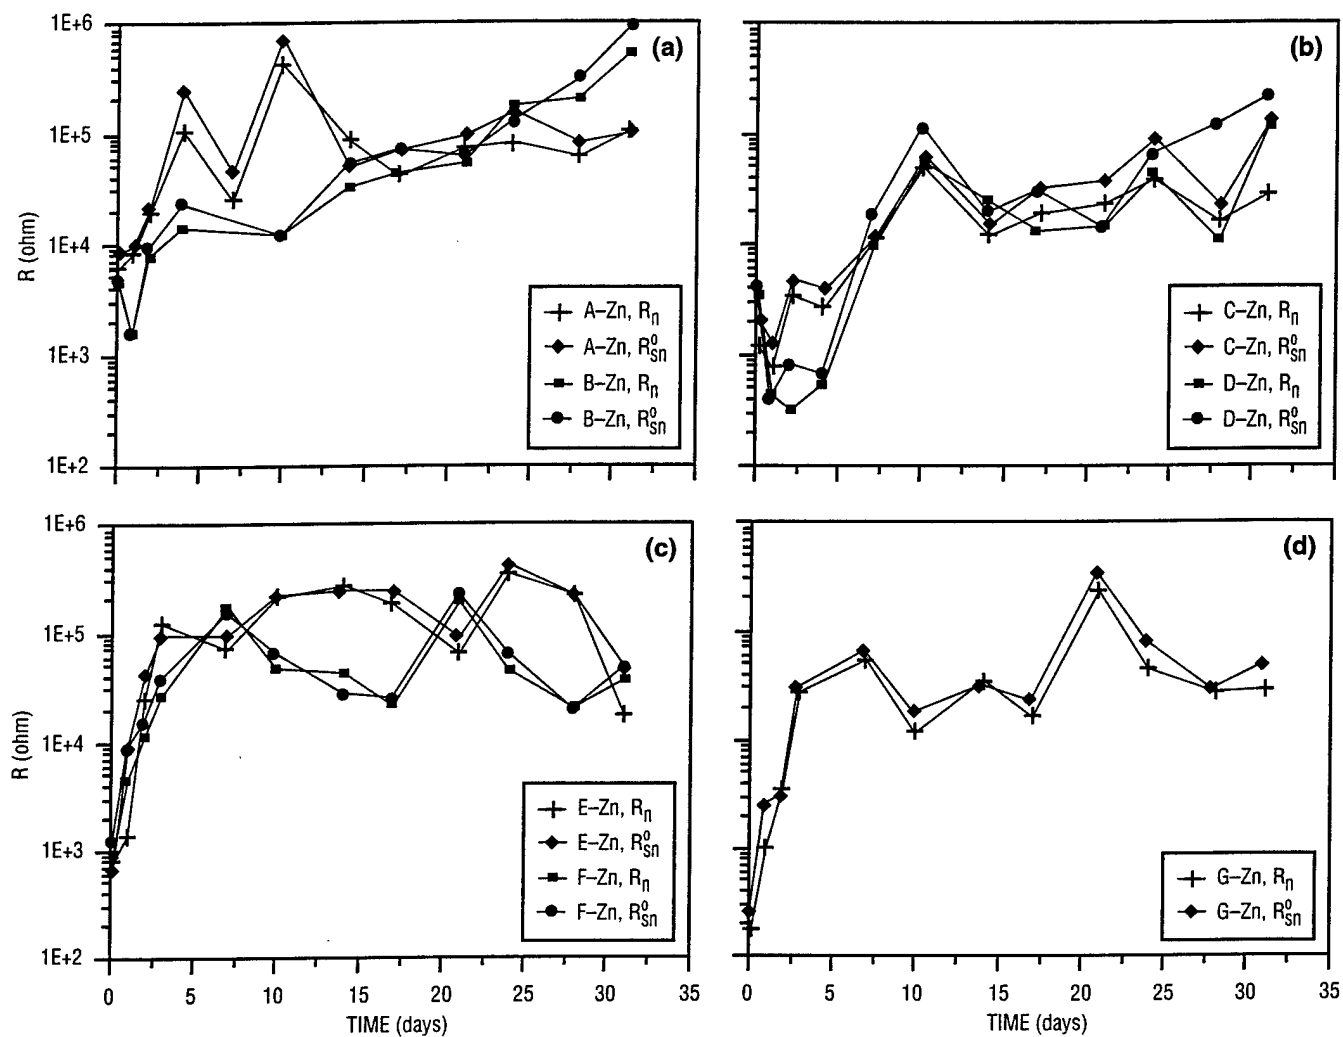 1E+6
1E+5
1E+4
1E+3
1E+2
R (ohm)
(a)
A–Zn, Rn
A–Zn, R°sn
B–Zn, Rn
B–Zn, R°sn
(b)
C–Zn, Rn
C–Zn, R°sn
D–Zn, Rn
D–Zn, R°sn
1E+6
1E+5
1E+4
1E+3
1E+2
R (ohm)
(c)
E–Zn, Rn
E–Zn, R°sn
F–Zn, Rn
F–Zn, R°sn
0 5 10 15 20 25 30 35
TIME (days)
(d)
G–Zn, Rn
G–Zn, R°sn
0 5 10 15 20 25 30 35
TIME (days)